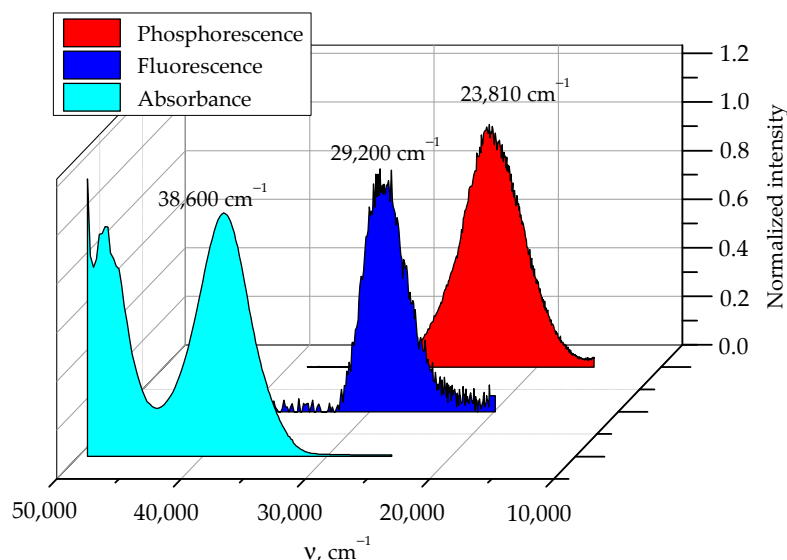 Phosphorescence
Fluorescence
Absorbance
23,810 cm⁻¹
29,200 cm⁻¹
38,600 cm⁻¹
1.2
1.0
0.8
0.6
0.4
0.2
0.0
Normalized intensity
50,000
40,000
30,000
20,000
10,000
ν, cm⁻¹